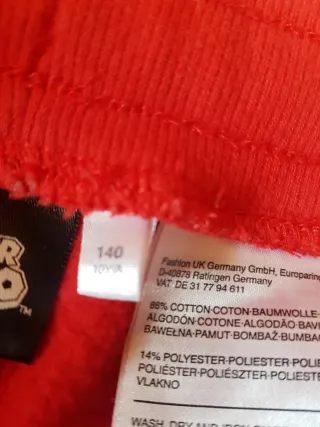 140
10Y/A
TM
Fashion UK Germany GmbH, Europaring
D-40878 Ratingen Germany
VAT DE 31 77 94 611
86% COTTON·COTON·BAUMWOLLE·
ALGODÓN·COTONE·ALGODÃO·BAV
BAWEŁNA·PAMUT·BOMBAŽ·BUMBA
14% POLYESTER·POLIESTER·POLIE
POLIÉSTER·POLIÉSZTER·POLIESTE
VLAKNO
WASH, DRY AND